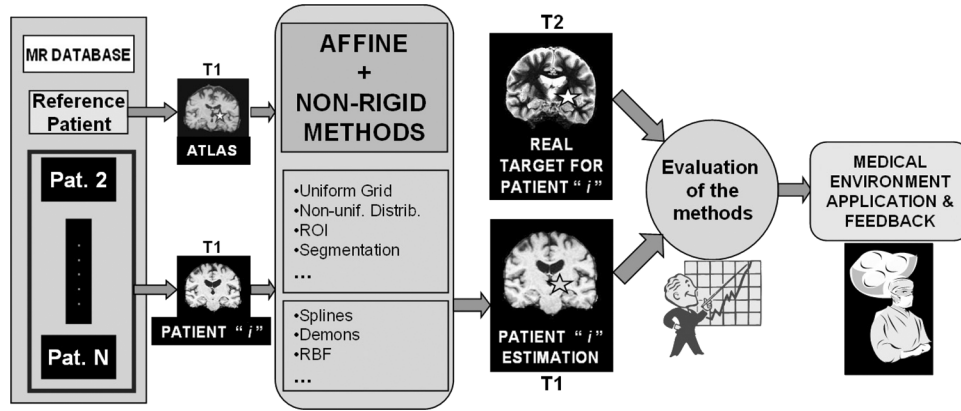 MR DATABASE
Reference
Patient
Pat. 2
Pat. N
T1
ATLAS
T1
PATIENT “ i ”
AFFINE
+
NON-RIGID
METHODS
•Uniform Grid
•Non-unif. Distrib.
•ROI
•Segmentation
...
•Splines
•Demons
•RBF
...
T2
REAL
TARGET FOR
PATIENT “ i ”
PATIENT “ i ”
ESTIMATION
T1
Evaluation
of the
methods
MEDICAL
ENVIRONMENT
APPLICATION &
FEEDBACK